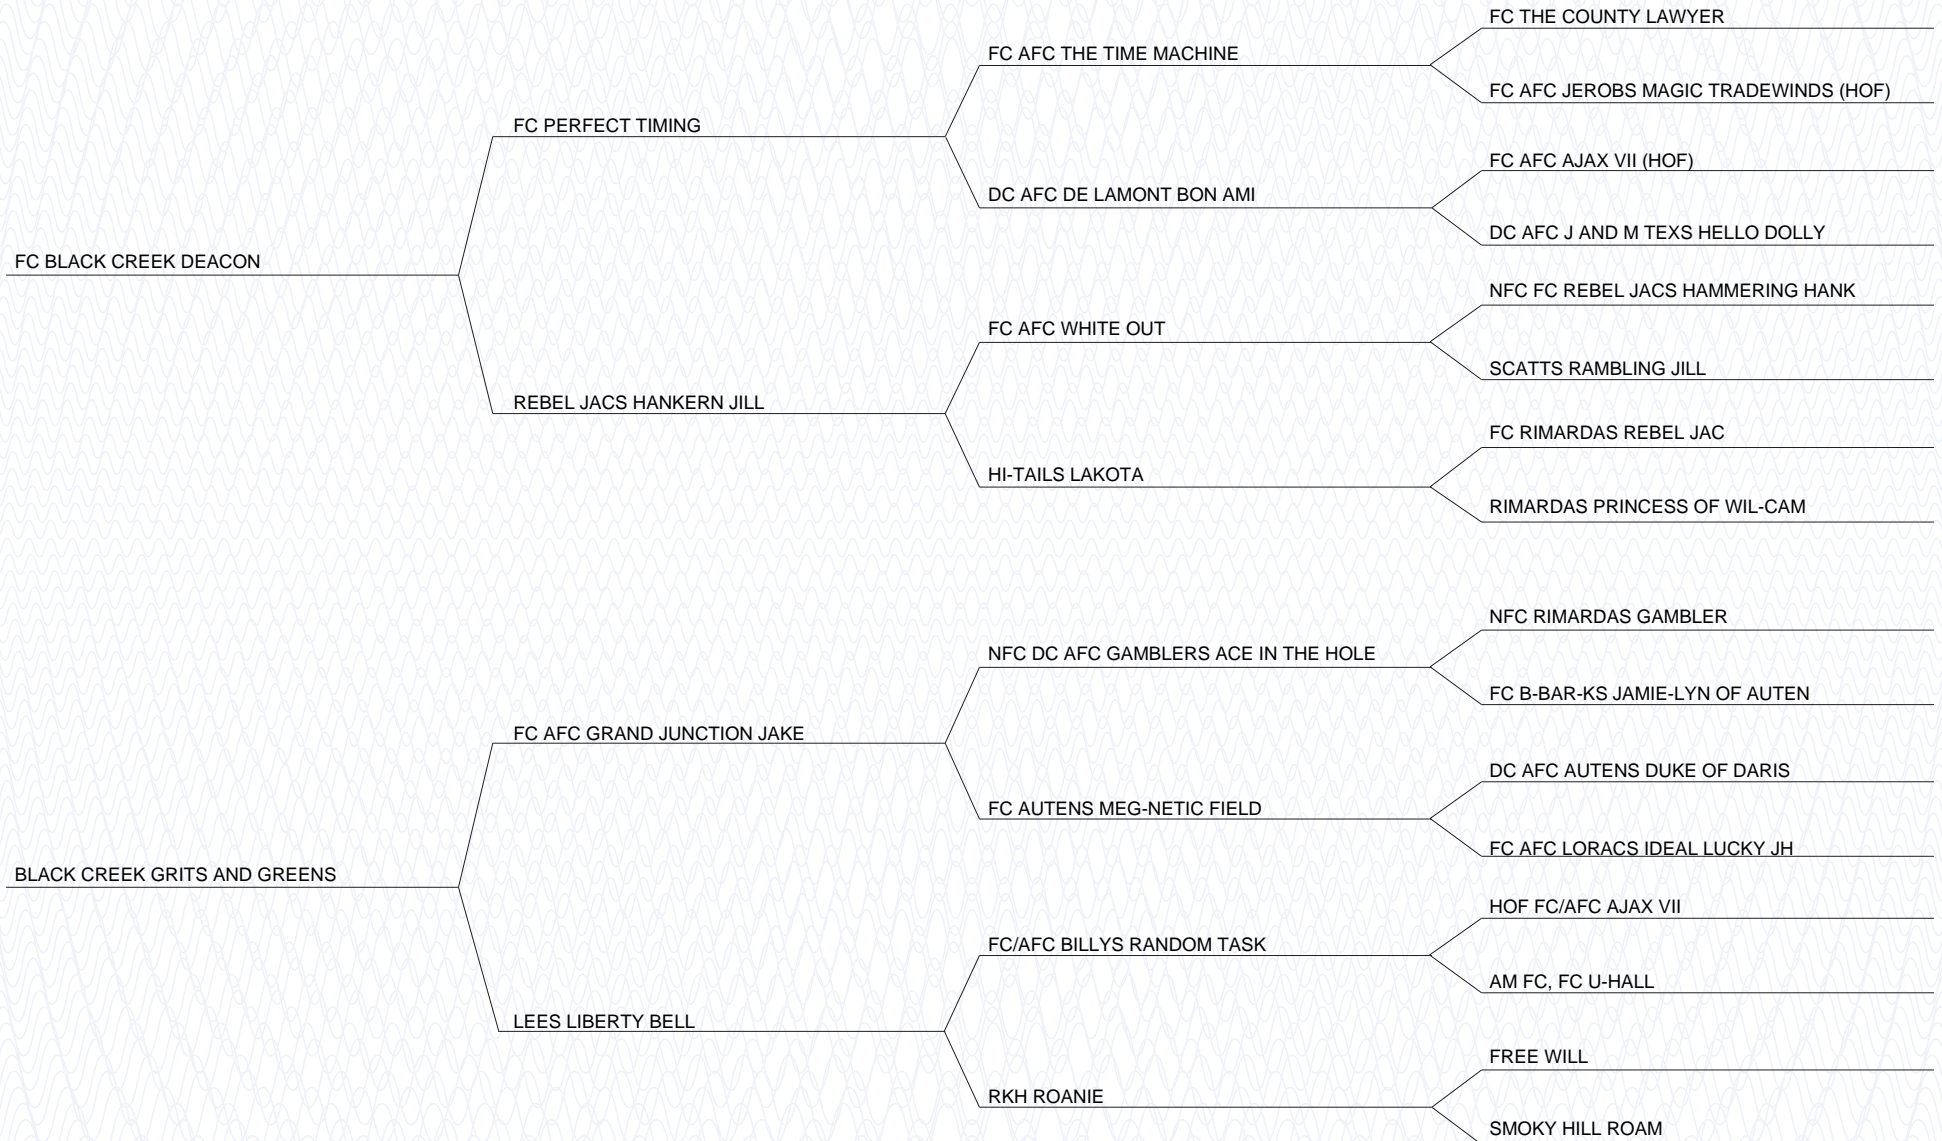 FC THE COUNTY LAWYER
FC AFC THE TIME MACHINE
FC AFC JEROBS MAGIC TRADEWINDS (HOF)
FC PERFECT TIMING
FC AFC AJAX VII (HOF)
DC AFC DE LAMONT BON AMI
DC AFC J AND M TEXS HELLO DOLLY
FC BLACK CREEK DEACON
NFC FC REBEL JACS HAMMERING HANK
FC AFC WHITE OUT
SCATTS RAMBLING JILL
REBEL JACS HANKERN JILL
FC RIMARDAS REBEL JAC
HI-TAILS LAKOTA
RIMARDAS PRINCESS OF WIL-CAM
NFC RIMARDAS GAMBLER
NFC DC AFC GAMBLERS ACE IN THE HOLE
FC B-BAR-KS JAMIE-LYN OF AUTEN
FC AFC GRAND JUNCTION JAKE
DC AFC AUTENS DUKE OF DARIS
FC AUTENS MEG-NETIC FIELD
FC AFC LORACS IDEAL LUCKY JH
BLACK CREEK GRITS AND GREENS
HOF FC/AFC AJAX VII
FC/AFC BILLYS RANDOM TASK
AM FC, FC U-HALL
LEES LIBERTY BELL
FREE WILL
RKH ROANIE
SMOKY HILL ROAM